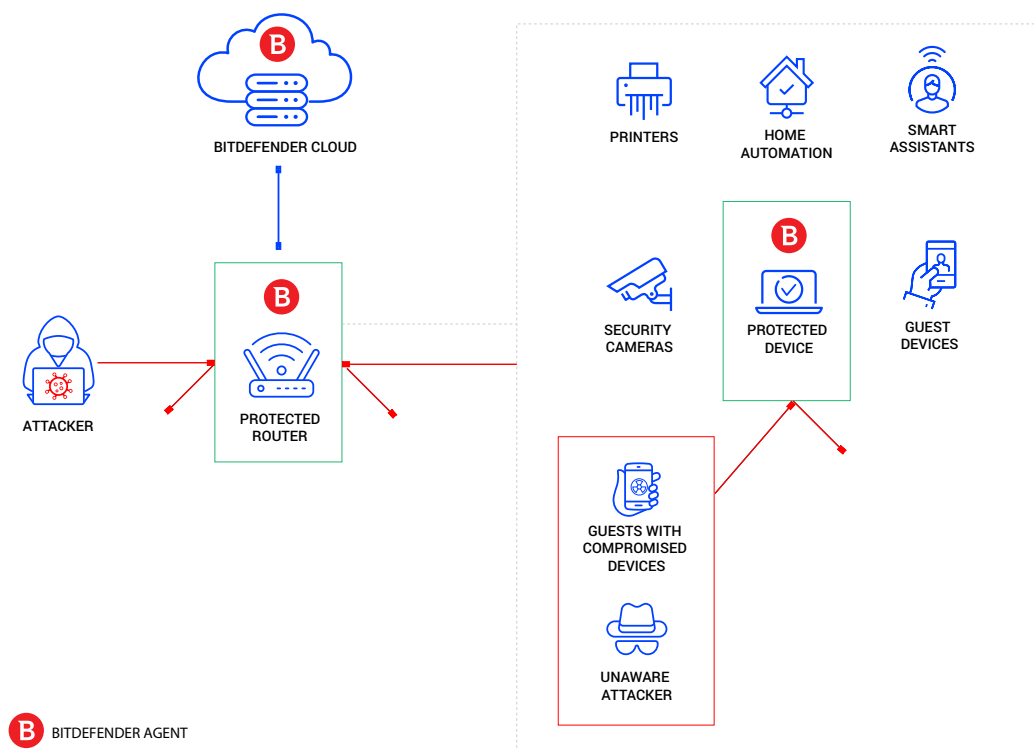 B
BITDEFENDER CLOUD
PRINTERS
HOME
AUTOMATION
SMART
ASSISTANTS
B
B
ATTACKER
PROTECTED
ROUTER
SECURITY
CAMERAS
PROTECTED
DEVICE
GUEST
DEVICES
GUESTS WITH
COMPROMISED
DEVICES
UNAWARE
ATTACKER
B
BITDEFENDER AGENT